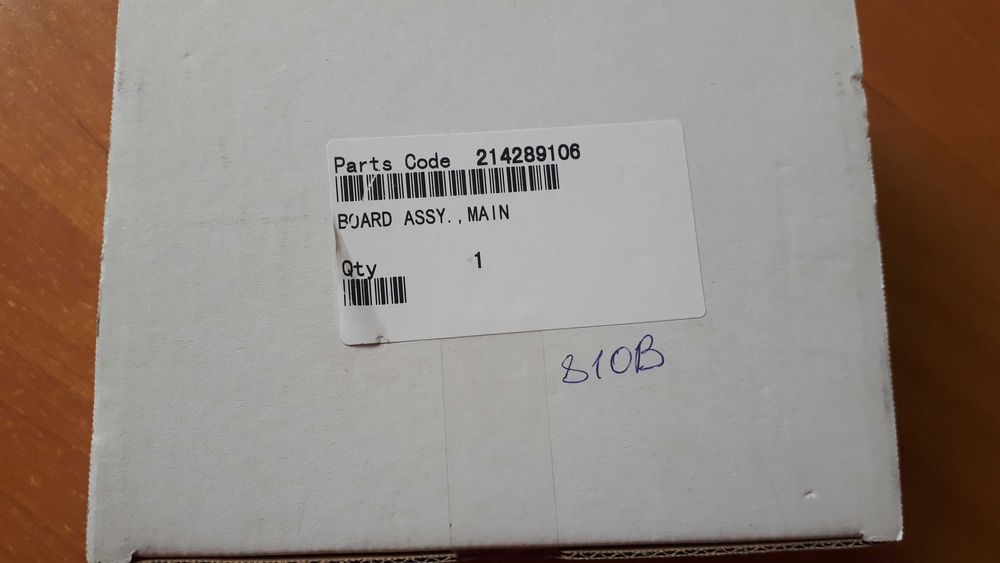 Parts Code 214289106
BOARD ASSY.,MAIN
Qty 1
810B